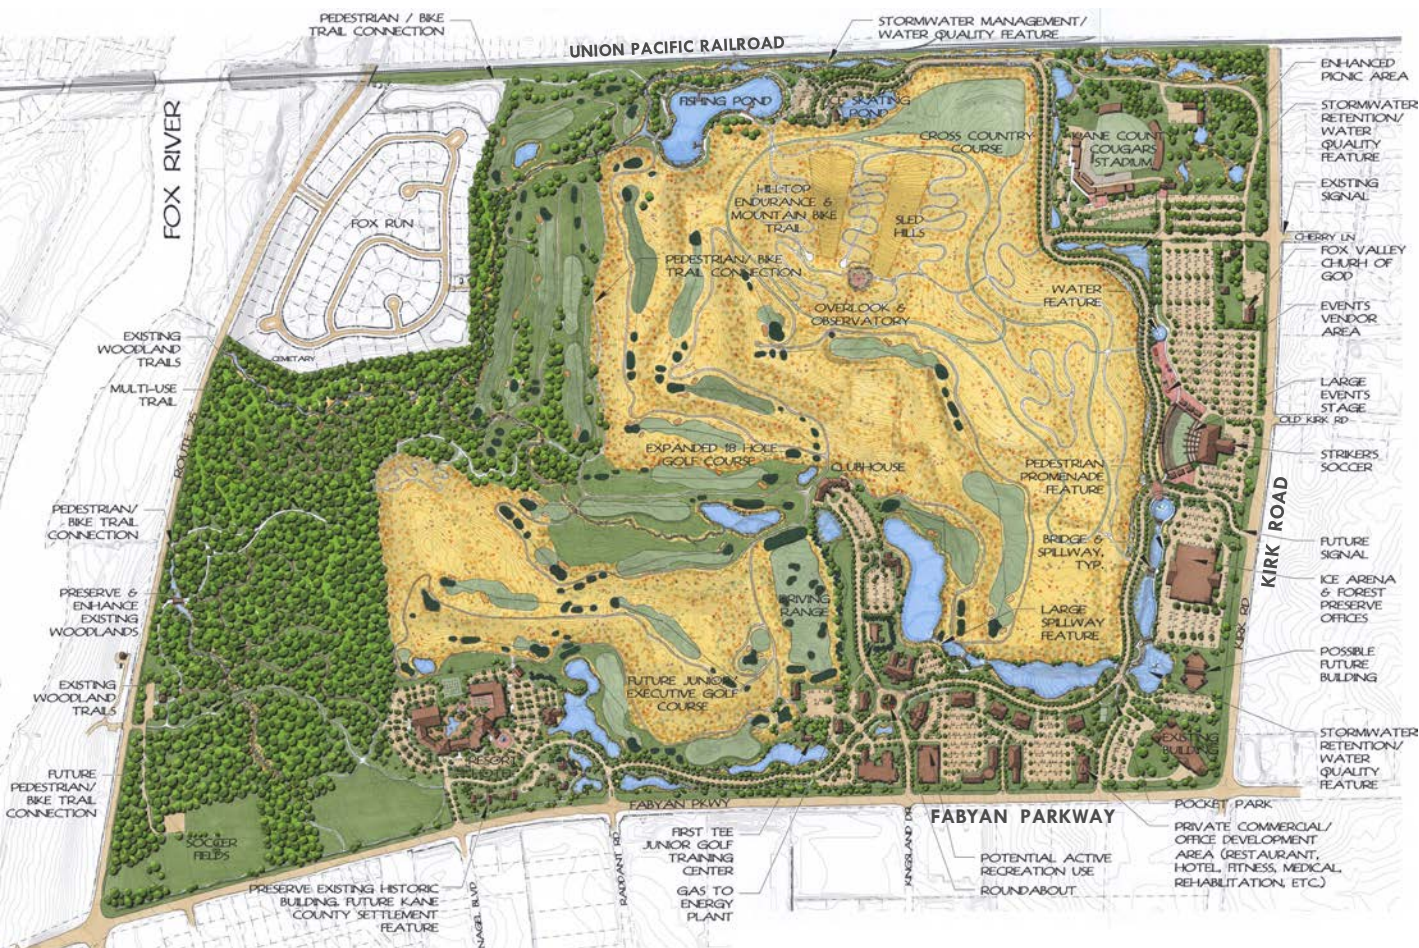 PEDESTRIAN / BIKE
TRAIL CONNECTION
UNION PACIFIC RAILROAD
STORMWATER MANAGEMENT/
WATER QUALITY FEATURE
ENHANCED
PICNIC AREA
STORMWATER
RETENTION/
WATER
QUALITY
FEATURE
EXISTING
SIGNAL
CHERRY LN
FOX VALLEY
CHURH OF
GOD
EVENTS
VENDOR
AREA
LARGE
EVENTS
STAGE
OLD KIRK RD
STRIKER'S
SOCCER
KIRK ROAD
FUTURE
SIGNAL
ICE ARENA
& FOREST
PRESERVE
OFFICES
KIRK RD
POSSIBLE
FUTURE
BUILDING
STORMWATER
RETENTION/
WATER
QUALITY
FEATURE
FOX RIVER
FOX RUN
CEMETARY
FISHING POND
ICE SKATING
POND
CROSS COUNTRY
COURSE
KANE COUNT
COUGARS
STADIUM
HILLTOP
ENDURANCE &
MOUNTAIN BIKE
TRAIL
SLED
HILLS
PEDESTRIAN/ BIKE
TRAIL CONNECTION
OVERLOOK &
OBSERVATORY
WATER
FEATURE
EXISTING
WOODLAND
TRAILS
MULTI-USE
TRAIL
ROUTE 25
EXPANDED 18 HOLE
GOLF COURSE
CLUBHOUSE
PEDESTRIAN
PROMENADE
FEATURE
PEDESTRIAN/
BIKE TRAIL
CONNECTION
BRIDGE &
SPILLWAY,
TYP.
PRESERVE &
ENHANCE
EXISTING
WOODLANDS
DRIVING
RANGE
LARGE
SPILLWAY
FEATURE
EXISTING
WOODLAND
TRAILS
FUTURE JUNIOR/
EXECUTIVE GOLF
COURSE
RESORT
HOTEL
EXISTING
BUILDING
FUTURE
PEDESTRIAN/
BIKE TRAIL
CONNECTION
SOCCER
FIELDS
FABYAN PKWY
FABYAN PARKWAY
POCKET PARK
PRIVATE COMMERCIAL/
OFFICE DEVELOPMENT
AREA (RESTAURANT,
HOTEL, FITNESS, MEDICAL,
REHABILITATION, ETC.)
PRESERVE EXISTING HISTORIC
BUILDING. FUTURE KANE
COUNTY SETTLEMENT
FEATURE
NAGEL BLVD
RADDANT RD
FIRST TEE
JUNIOR GOLF
TRAINING
CENTER
GAS TO
ENERGY
PLANT
KINGSLAND DR
POTENTIAL ACTIVE
RECREATION USE
ROUNDABOUT